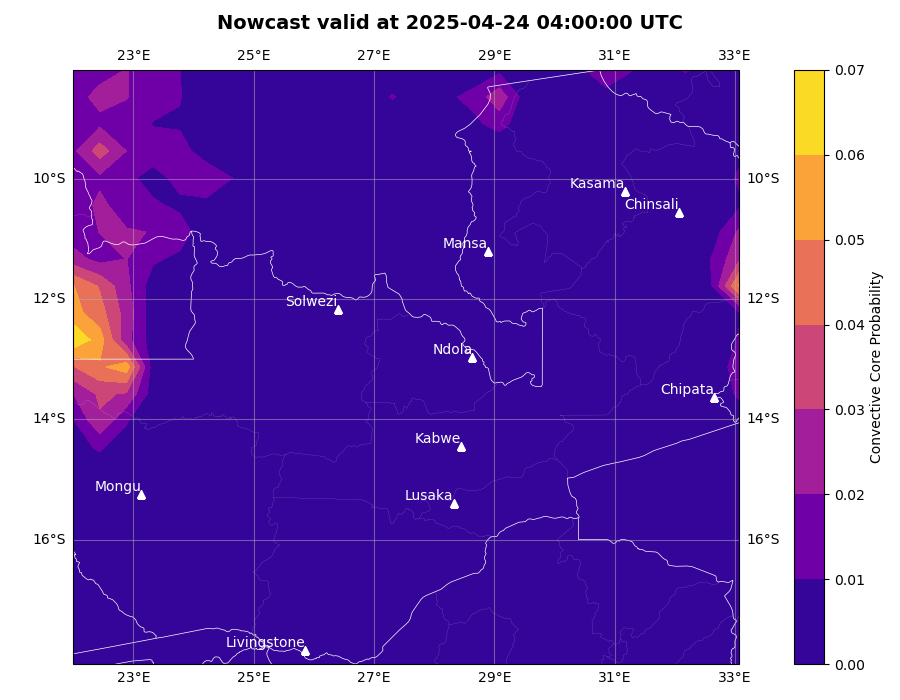 Nowcast valid at 2025-04-24 04:00:00 UTC
23°E 25°E 27°E 29°E 31°E 33°E
0.07
0.06
0.05
0.04
0.03
0.02
0.01
0.00
Convective Core Probability
10°S 10°S
12°S 12°S
14°S 14°S
16°S 16°S
Kasama
Chinsali
Mansa
Solwezi
Ndola
Chipata
Kabwe
Mongu
Lusaka
Livingstone
23°E 25°E 27°E 29°E 31°E 33°E